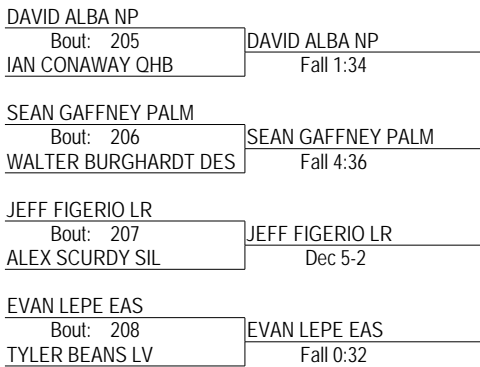 DAVID ALBA NP
Bout: 205
DAVID ALBA NP
IAN CONAWAY QHB
Fall 1:34
SEAN GAFFNEY PALM
Bout: 206
SEAN GAFFNEY PALM
WALTER BURGHARDT DES
Fall 4:36
JEFF FIGERIO LR
Bout: 207
JEFF FIGERIO LR
ALEX SCURDY SIL
Dec 5-2
EVAN LEPE EAS
Bout: 208
EVAN LEPE EAS
TYLER BEANS LV
Fall 0:32